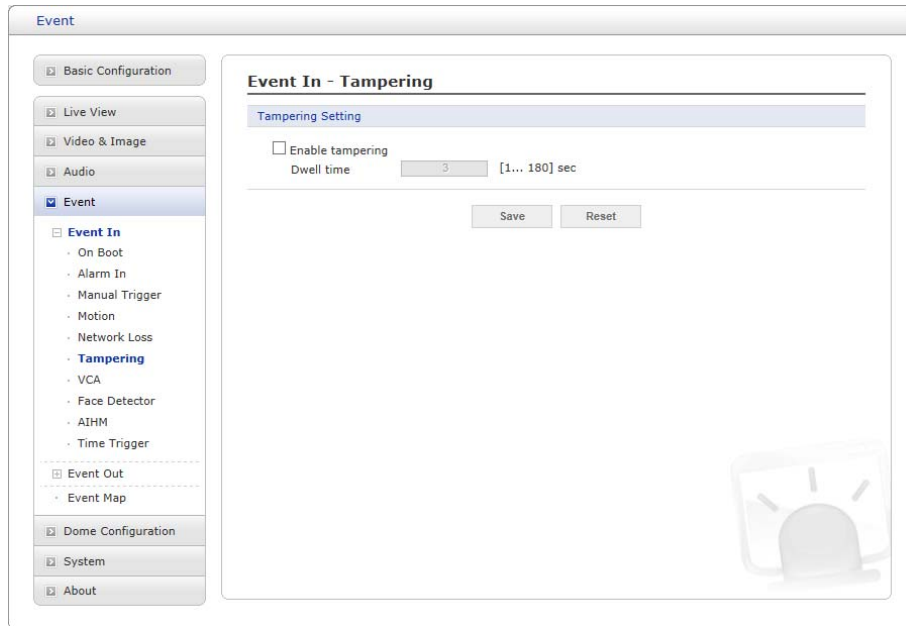 Event
Basic Configuration
Live View
Video & Image
Audio
Event
Event In
On Boot
Alarm In
Manual Trigger
Motion
Network Loss
Tampering
VCA
Face Detector
AIHM
Time Trigger
Event Out
Event Map
Dome Configuration
System
About
Event In - Tampering
Tampering Setting
Enable tampering
Dwell time 3 [1... 180] sec
Save Reset